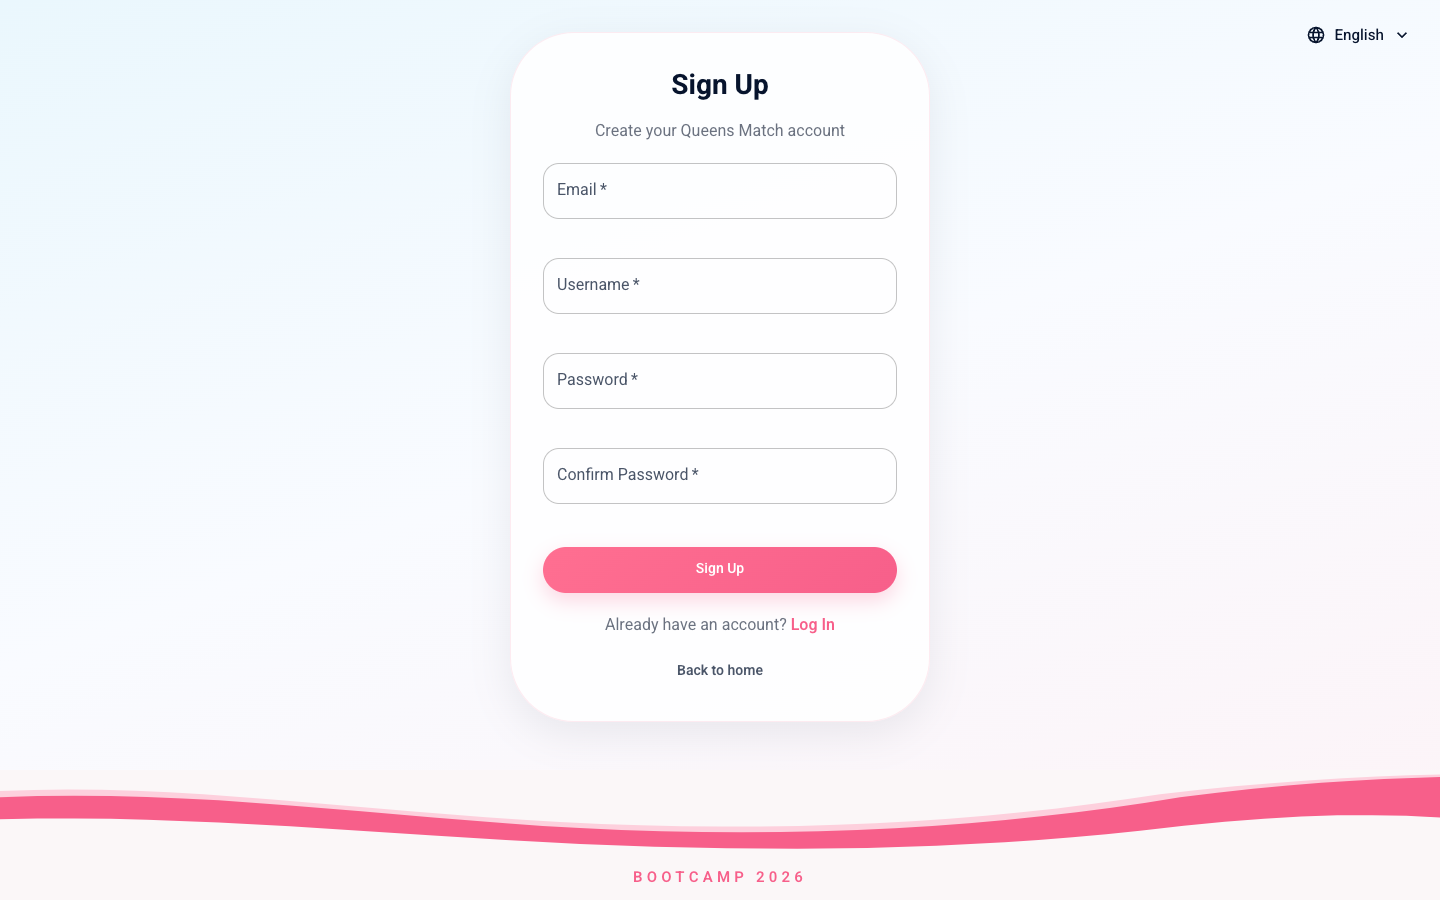 English
Sign Up
Create your Queens Match account
Email *
Username *
Password *
Confirm Password *
Sign Up
Already have an account? Log In
Back to home
BOOTCAMP 2026